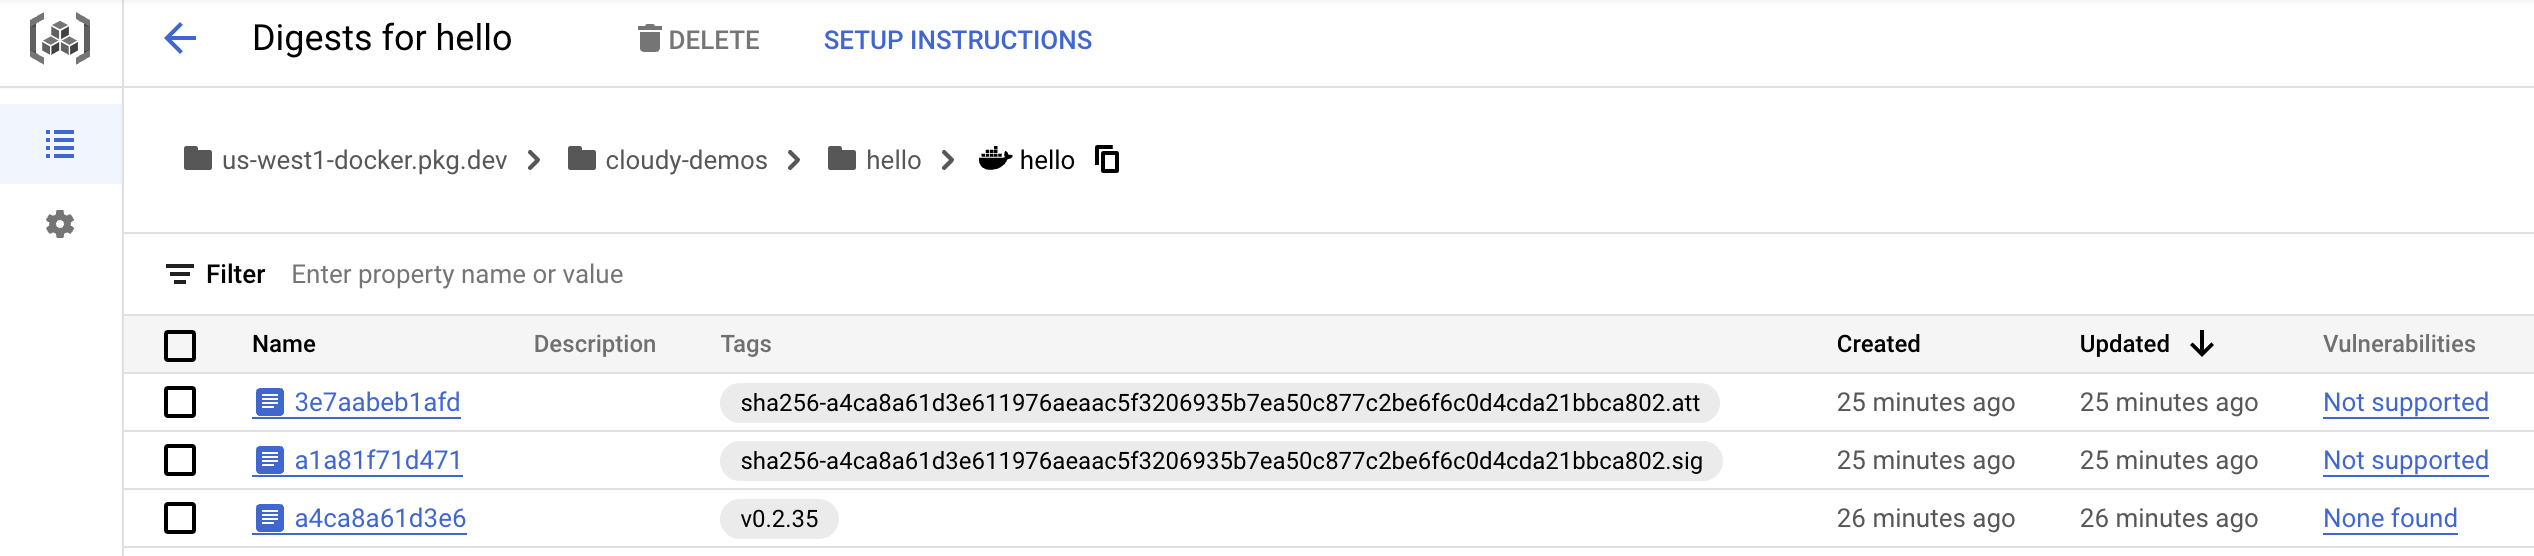 Digests for hello DELETE SETUP INSTRUCTIONS
us-west1-docker.pkg.dev cloudy-demos hello hello
Filter Enter property name or value
Name Description Tags Created Updated Vulnerabilities
3e7aabeb1afd sha256-a4ca8a61d3e611976aeaac5f3206935b7ea50c877c2be6f6c0d4cda21bbca802.att 25 minutes ago 25 minutes ago Not supported
a1a81f71d471 sha256-a4ca8a61d3e611976aeaac5f3206935b7ea50c877c2be6f6c0d4cda21bbca802.sig 25 minutes ago 25 minutes ago Not supported
a4ca8a61d3e6 v0.2.35 26 minutes ago 26 minutes ago None found